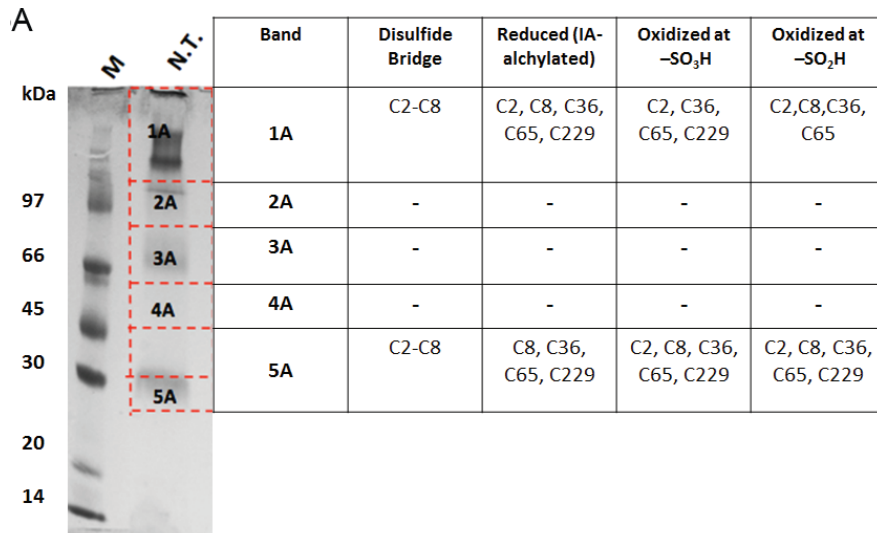 A
M
N.T.
kDa
97
66
45
30
20
14
1A
2A
3A
4A
5A
Band
Disulfide
Bridge
Reduced (IA-
alchylated)
Oxidized at
–SO₃H
Oxidized at
–SO₂H
1A
C2-C8
C2, C8, C36,
C65, C229
C2, C36,
C65, C229
C2,C8,C36,
C65
2A
-
-
-
-
3A
-
-
-
-
4A
-
-
-
-
5A
C2-C8
C8, C36,
C65, C229
C2, C8, C36,
C65, C229
C2, C8, C36,
C65, C229